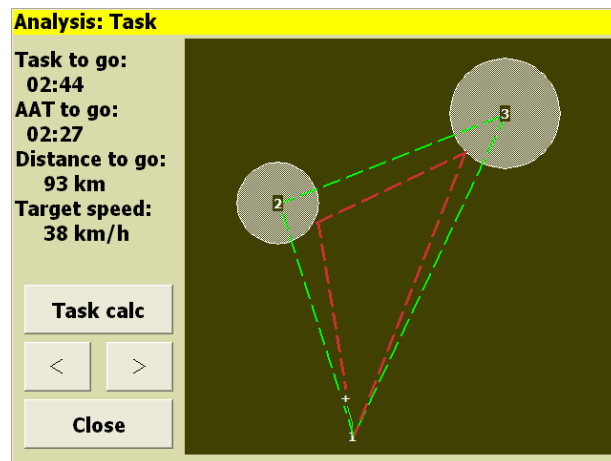 Analysis: Task
Task to go:
02:44
AAT to go:
02:27
Distance to go:
93 km
Target speed:
38 km/h
Task calc
< >
Close
3
2
+
1